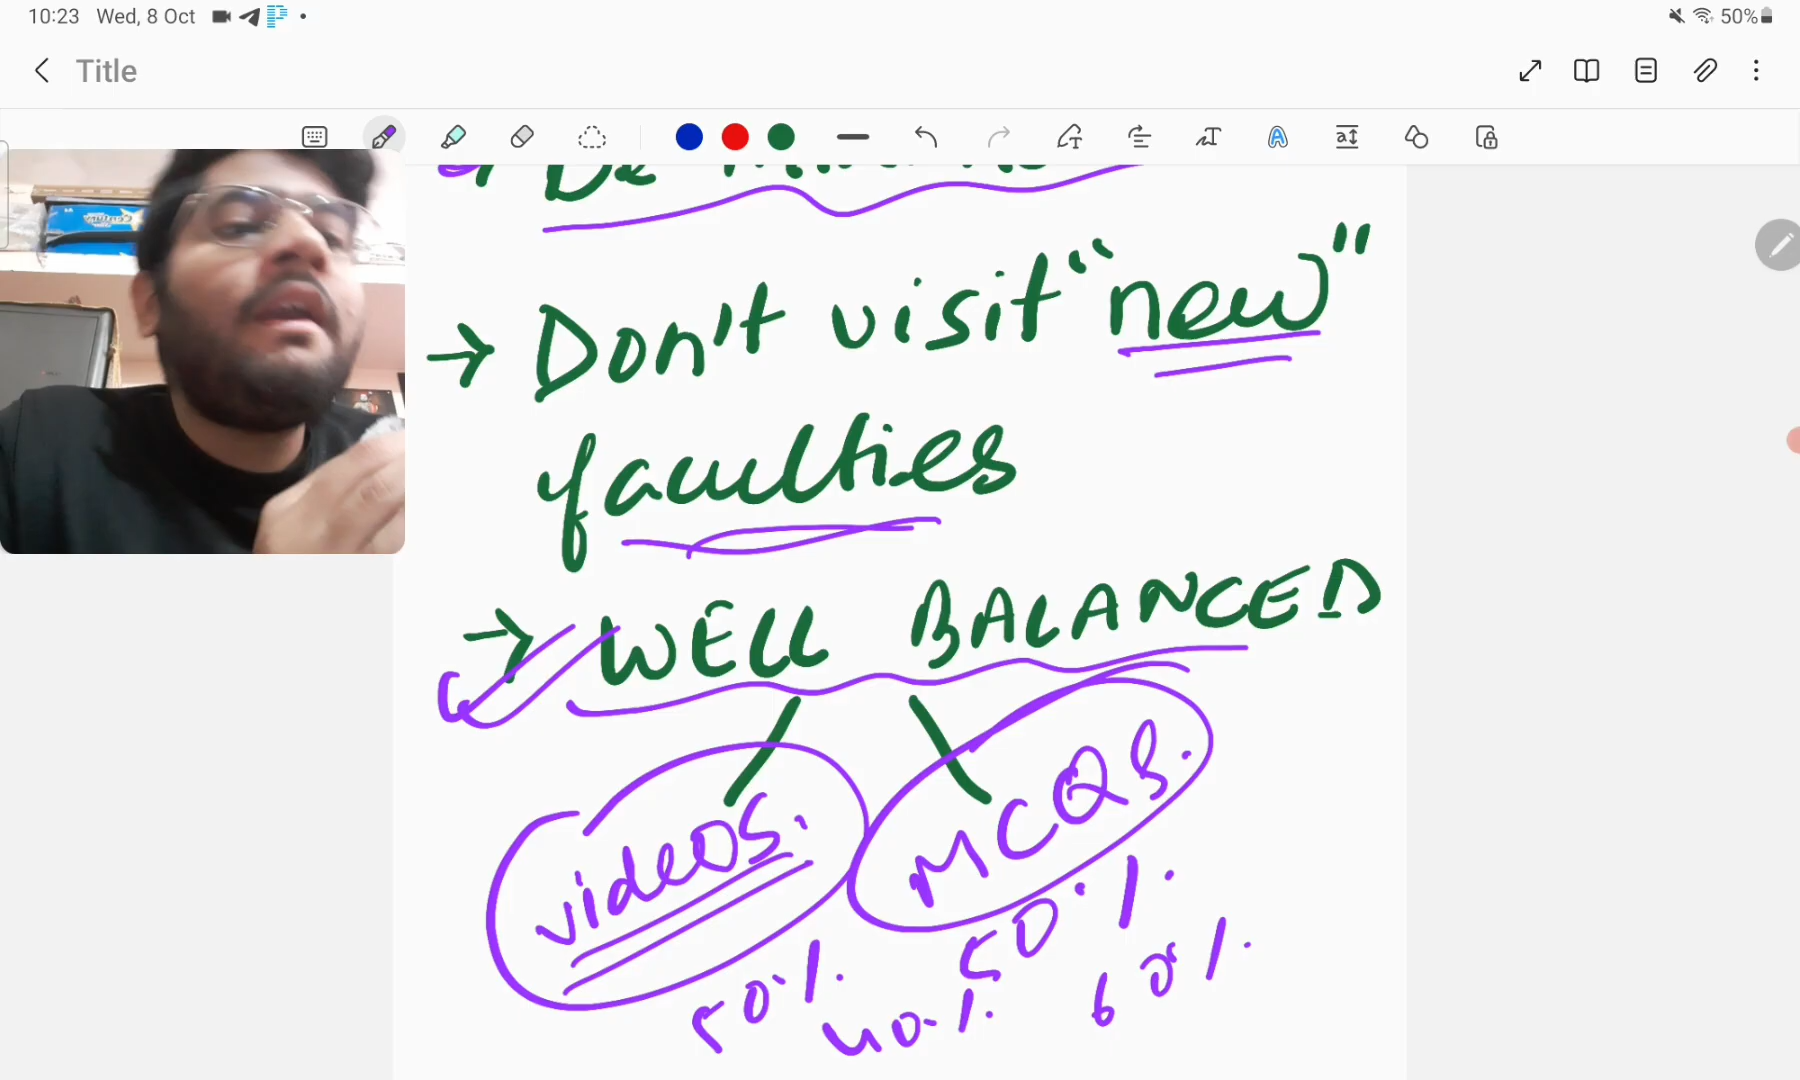 10:23 Wed, 8 Oct 50%
Title
→ Don't visit "new"
faculties
→ WELL BALANCED
videos. MCQs.
50% 50%
40% 60%